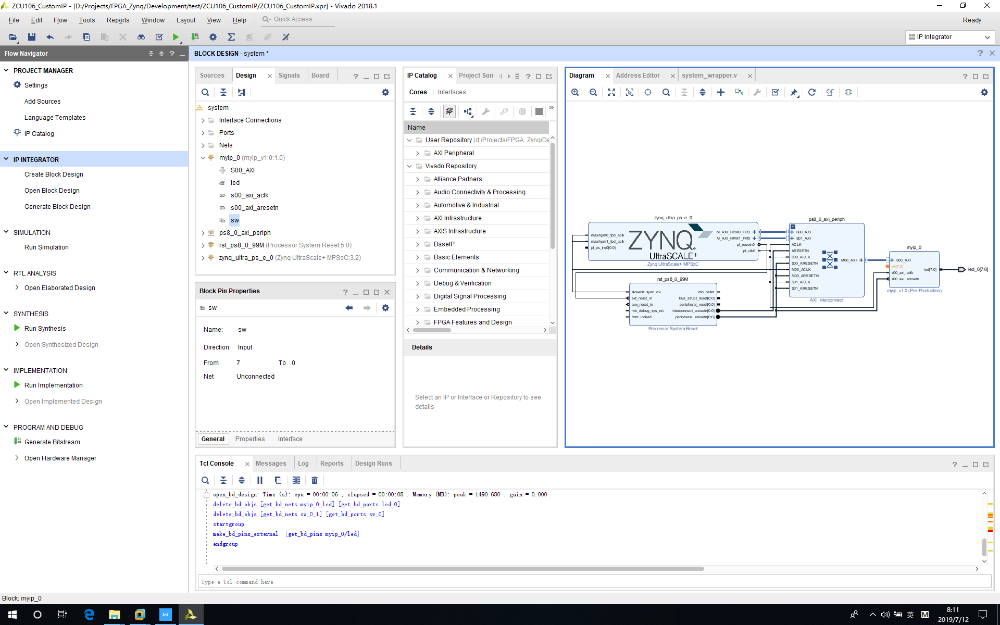 ZCU106_CustomIP - [D:/Projects/FPGA_Zynq/Development/test/ZCU106_CustomIP/ZCU106_CustomIP.xpr] - Vivado 2018.1
File Edit Flow Tools Reports Window Layout View Help Quick Access Ready
IP Integrator
Flow Navigator
BLOCK DESIGN - system *
PROJECT MANAGER
Settings
Add Sources
Language Templates
IP Catalog
IP INTEGRATOR
Create Block Design
Open Block Design
Generate Block Design
SIMULATION
Run Simulation
RTL ANALYSIS
Open Elaborated Design
SYNTHESIS
Run Synthesis
Open Synthesized Design
IMPLEMENTATION
Run Implementation
Open Implemented Design
PROGRAM AND DEBUG
Generate Bitstream
Open Hardware Manager
Sources Design Signals Board
system
Interface Connections
Ports
Nets
myip_0 (myip_v1.0:1.0)
S00_AXI
led
s00_axi_aclk
s00_axi_aresetn
sw
ps8_0_axi_periph
rst_ps8_0_99M (Processor System Reset:5.0)
zynq_ultra_ps_e_0 (Zynq UltraScale+ MPSoC:3.2)
Block Pin Properties
sw
Name: sw
Direction: Input
From 7 To 0
Net Unconnected
General Properties Interface
IP Catalog Project Sum
Cores | Interfaces
Name
User Repository (d:/Projects/FPGA_Zynq/De
AXI Peripheral
Vivado Repository
Alliance Partners
Audio Connectivity & Processing
Automotive & Industrial
AXI Infrastructure
AXIS Infrastructure
BaseIP
Basic Elements
Communication & Networking
Debug & Verification
Digital Signal Processing
Embedded Processing
FPGA Features and Design
Details
Select an IP or Interface or Repository to see
details
Diagram Address Editor system_wrapper.v
zynq_ultra_ps_e_0
maxihpm0_fpd_aclk
maxihpm1_fpd_aclk
pl_ps_irq0[0:0]
ZYNQ
UltraSCALE+
M_AXI_HPM0_FPD
M_AXI_HPM1_FPD
pl_resetn0
pl_clk0
Zynq UltraScale+ MPSoC
rst_ps8_0_99M
slowest_sync_clk
ext_reset_in
aux_reset_in
mb_debug_sys_rst
dcm_locked
mb_reset
bus_struct_reset[0:0]
peripheral_reset[0:0]
interconnect_aresetn[0:0]
peripheral_aresetn[0:0]
Processor System Reset
ps8_0_axi_periph
S00_AXI
S01_AXI
ACLK
ARESETN
S00_ACLK
S00_ARESETN
M00_ACLK
M00_ARESETN
S01_ACLK
S01_ARESETN
M00_AXI
AXI Interconnect
myip_0
S00_AXI
sw[7:0]
s00_axi_aclk
s00_axi_aresetn
led[7:0]
myip_v1.0 (Pre-Production)
led_0[7:0]
Tcl Console Messages Log Reports Design Runs
open_bd_design: Time (s): cpu = 00:00:06 ; elapsed = 00:00:08 . Memory (MB): peak = 1490.680 ; gain = 0.000
delete_bd_objs [get_bd_nets myip_0_led] [get_bd_ports led_0]
delete_bd_objs [get_bd_nets sw_0_1] [get_bd_ports sw_0]
startgroup
make_bd_pins_external  [get_bd_pins myip_0/led]
endgroup
Type a Tcl command here
Block: myip_0
英
8:11
2019/7/12